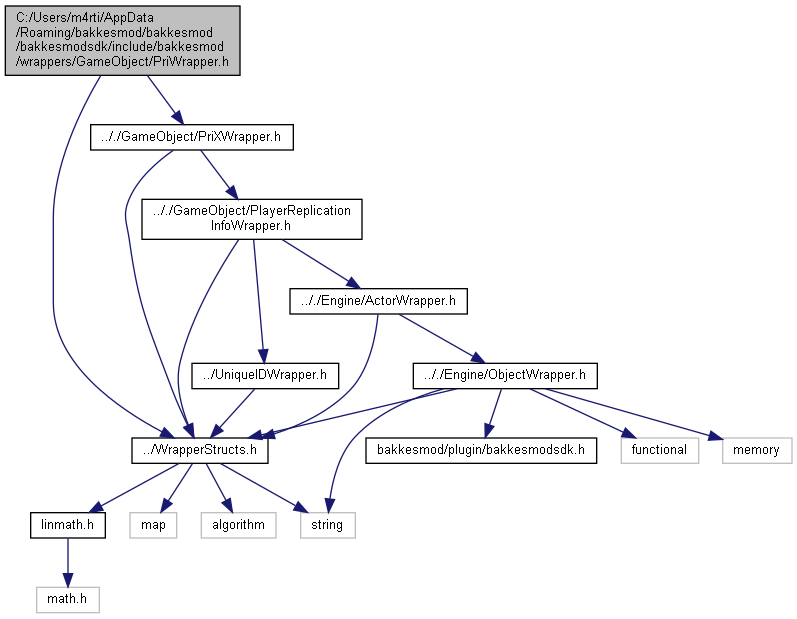 C:/Users/m4rti/AppData
/Roaming/bakkesmod/bakkesmod
/bakkesmodsdk/include/bakkesmod
/wrappers/GameObject/PriWrapper.h
.././GameObject/PriXWrapper.h
.././GameObject/PlayerReplication
InfoWrapper.h
.././Engine/ActorWrapper.h
../UniqueIDWrapper.h
.././Engine/ObjectWrapper.h
../WrapperStructs.h
bakkesmod/plugin/bakkesmodsdk.h
functional
memory
linmath.h
map
algorithm
string
math.h